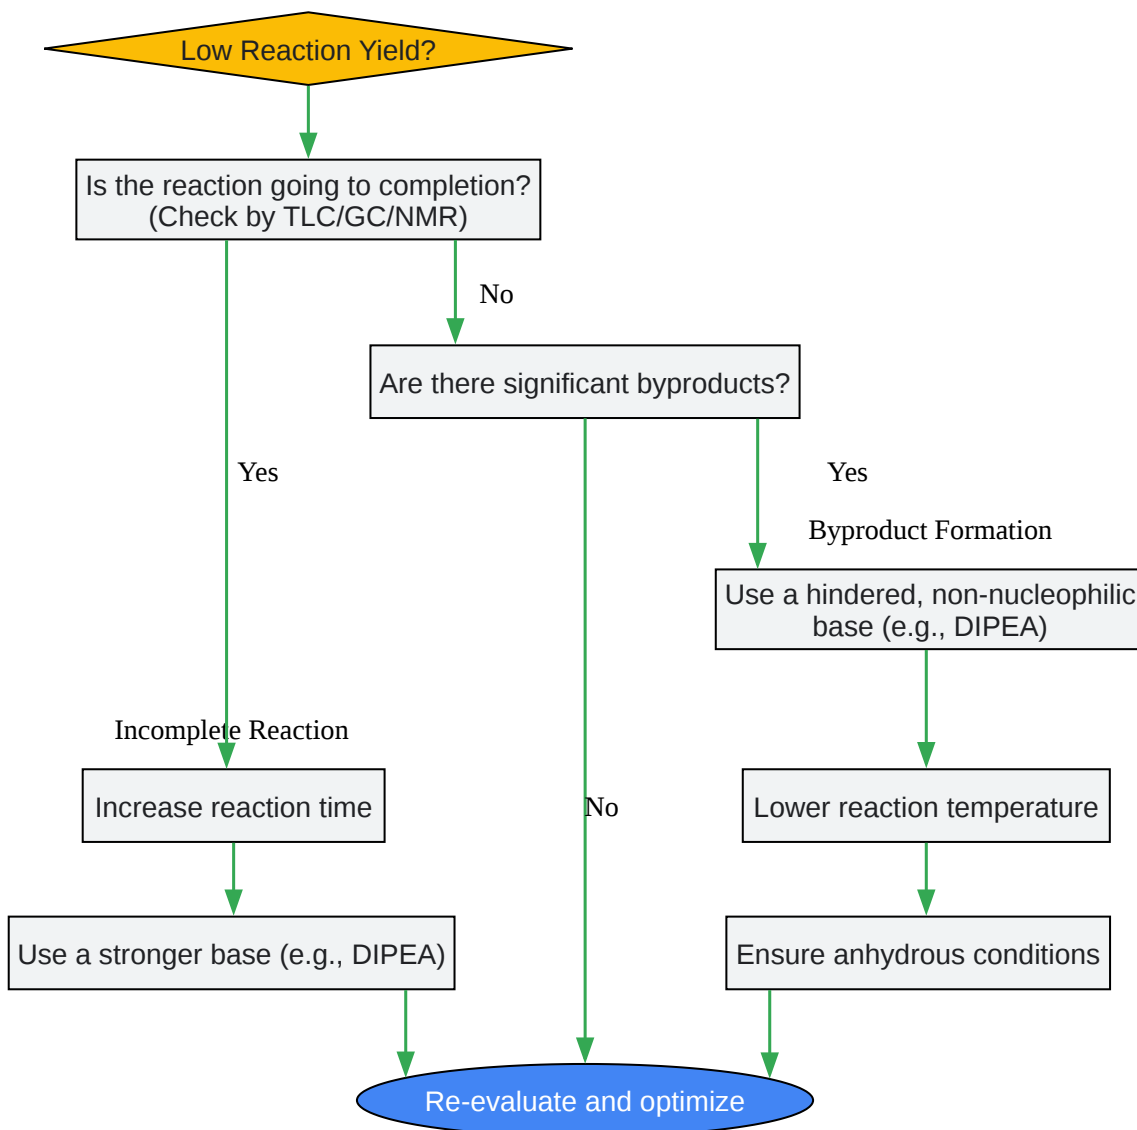 Low Reaction Yield?
Is the reaction going to completion?
(Check by TLC/GC/NMR)
No
Are there significant byproducts?
Yes
Yes
Byproduct Formation
Use a hindered, non-nucleophilic
base (e.g., DIPEA)
Incomplete Reaction
Increase reaction time
No
Lower reaction temperature
Use a stronger base (e.g., DIPEA)
Ensure anhydrous conditions
Re-evaluate and optimize